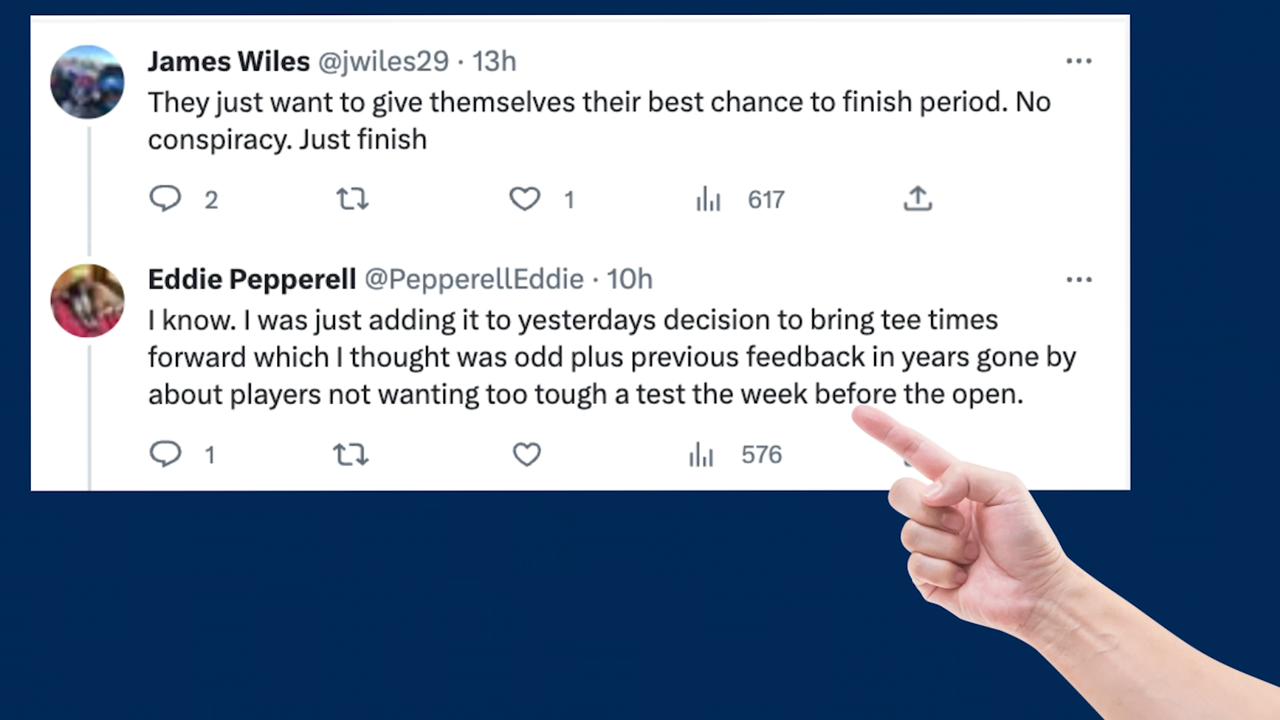 James Wiles @jwiles29 · 13h
They just want to give themselves their best chance to finish period. No
conspiracy. Just finish
2 1 617
Eddie Pepperell @PepperellEddie · 10h
I know. I was just adding it to yesterdays decision to bring tee times
forward which I thought was odd plus previous feedback in years gone by
about players not wanting too tough a test the week before the open.
1 576